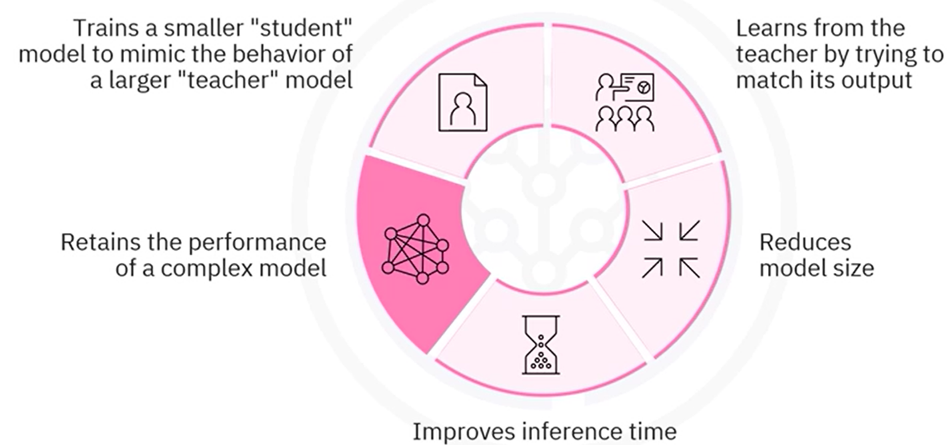 Trains a smaller "student"
model to mimic the behavior of
a larger "teacher" model
Learns from the
teacher by trying to
match its output
Retains the performance
of a complex model
Reduces
model size
Improves inference time